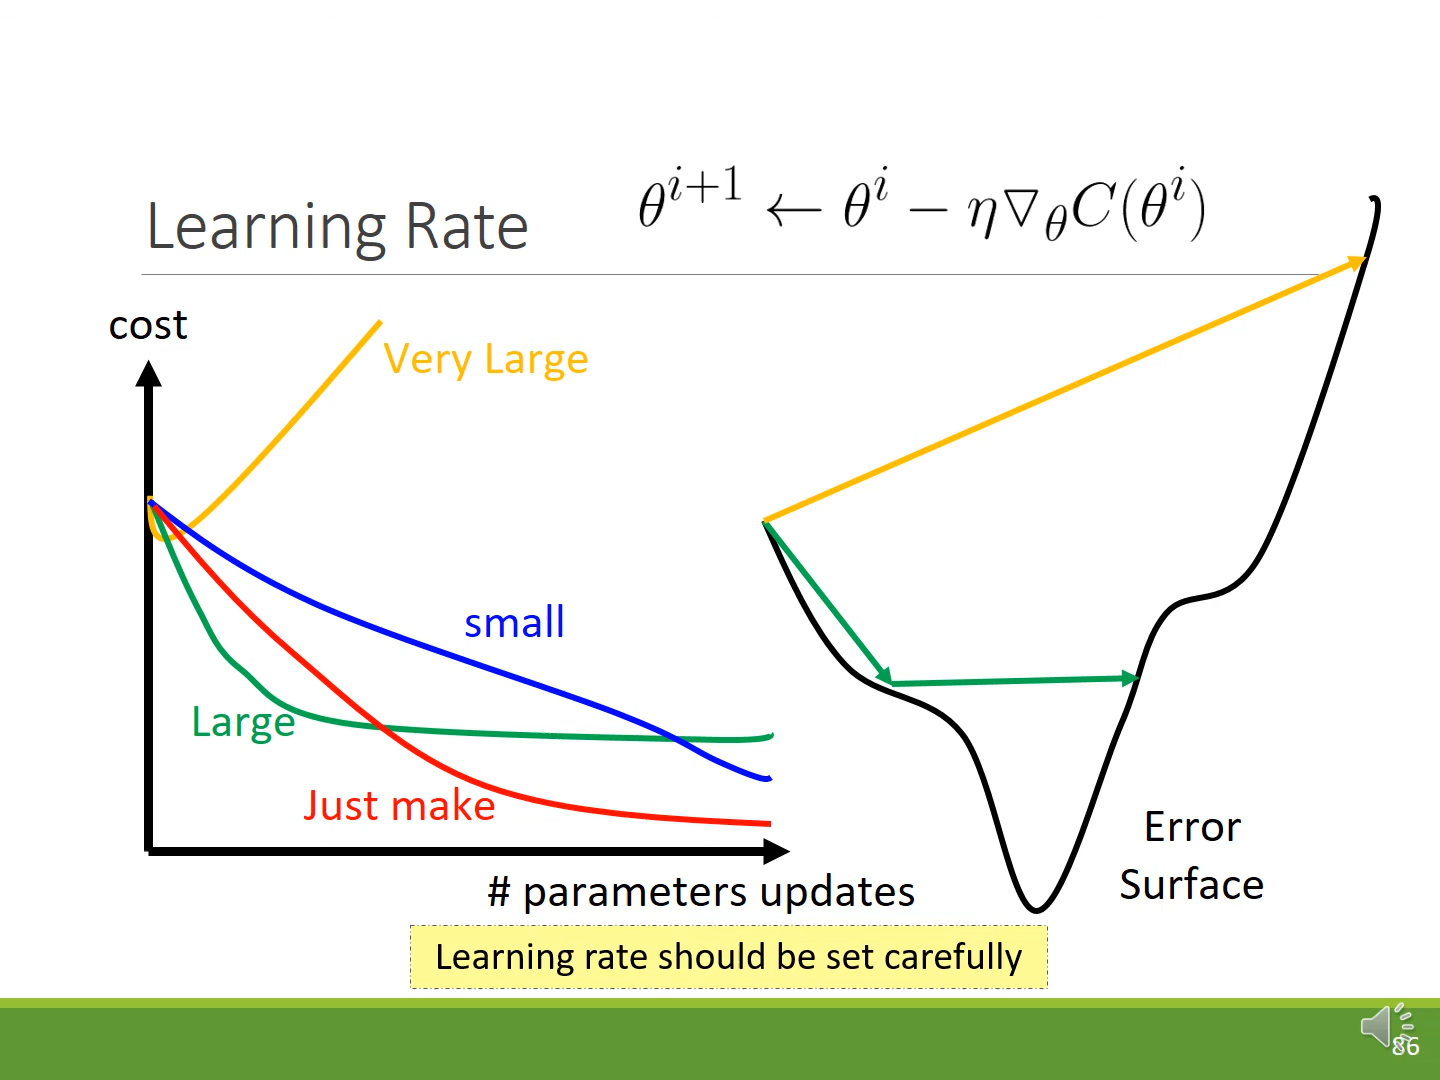 Learning Rate
θ^{i+1} ← θ^i − η∇_θ C(θ^i)
cost
Very Large
small
Large
Just make
# parameters updates
Error
Surface
Learning rate should be set carefully
86